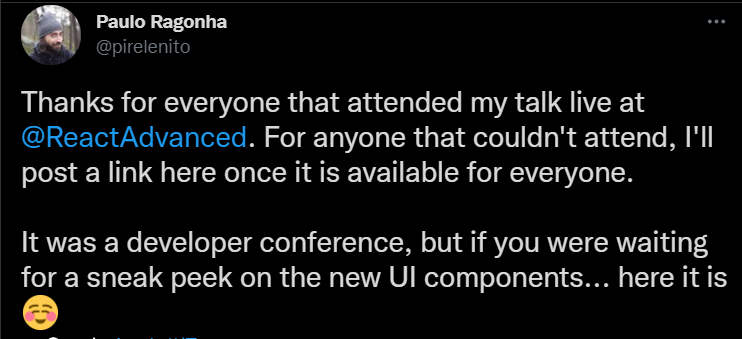 Paulo Ragonha
@pirelenito
Thanks for everyone that attended my talk live at
@ReactAdvanced. For anyone that couldn't attend, I'll
post a link here once it is available for everyone.
It was a developer conference, but if you were waiting
for a sneak peek on the new UI components... here it is
☺️